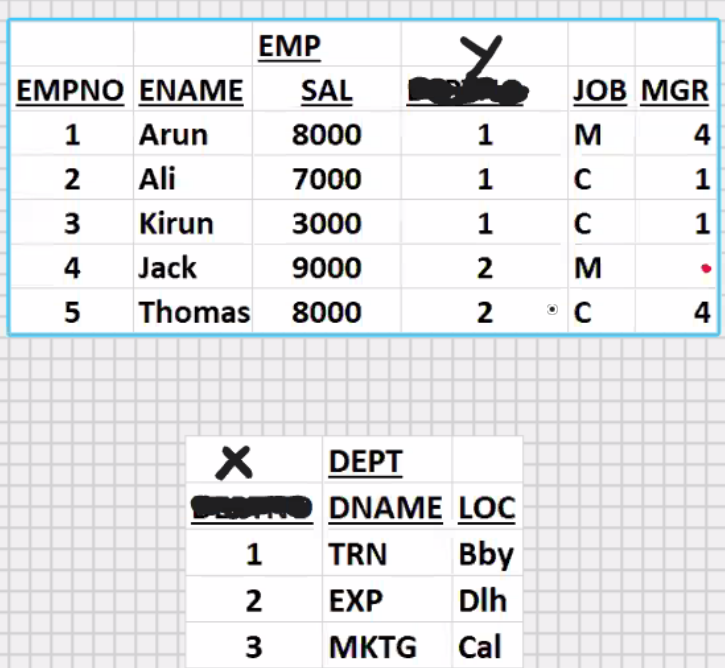 EMP Y
EMPNO ENAME SAL JOB MGR
1 Arun 8000 1 M 4
2 Ali 7000 1 C 1
3 Kirun 3000 1 C 1
4 Jack 9000 2 M
5 Thomas 8000 2 C 4
X DEPT
DNAME LOC
1 TRN Bby
2 EXP Dlh
3 MKTG Cal